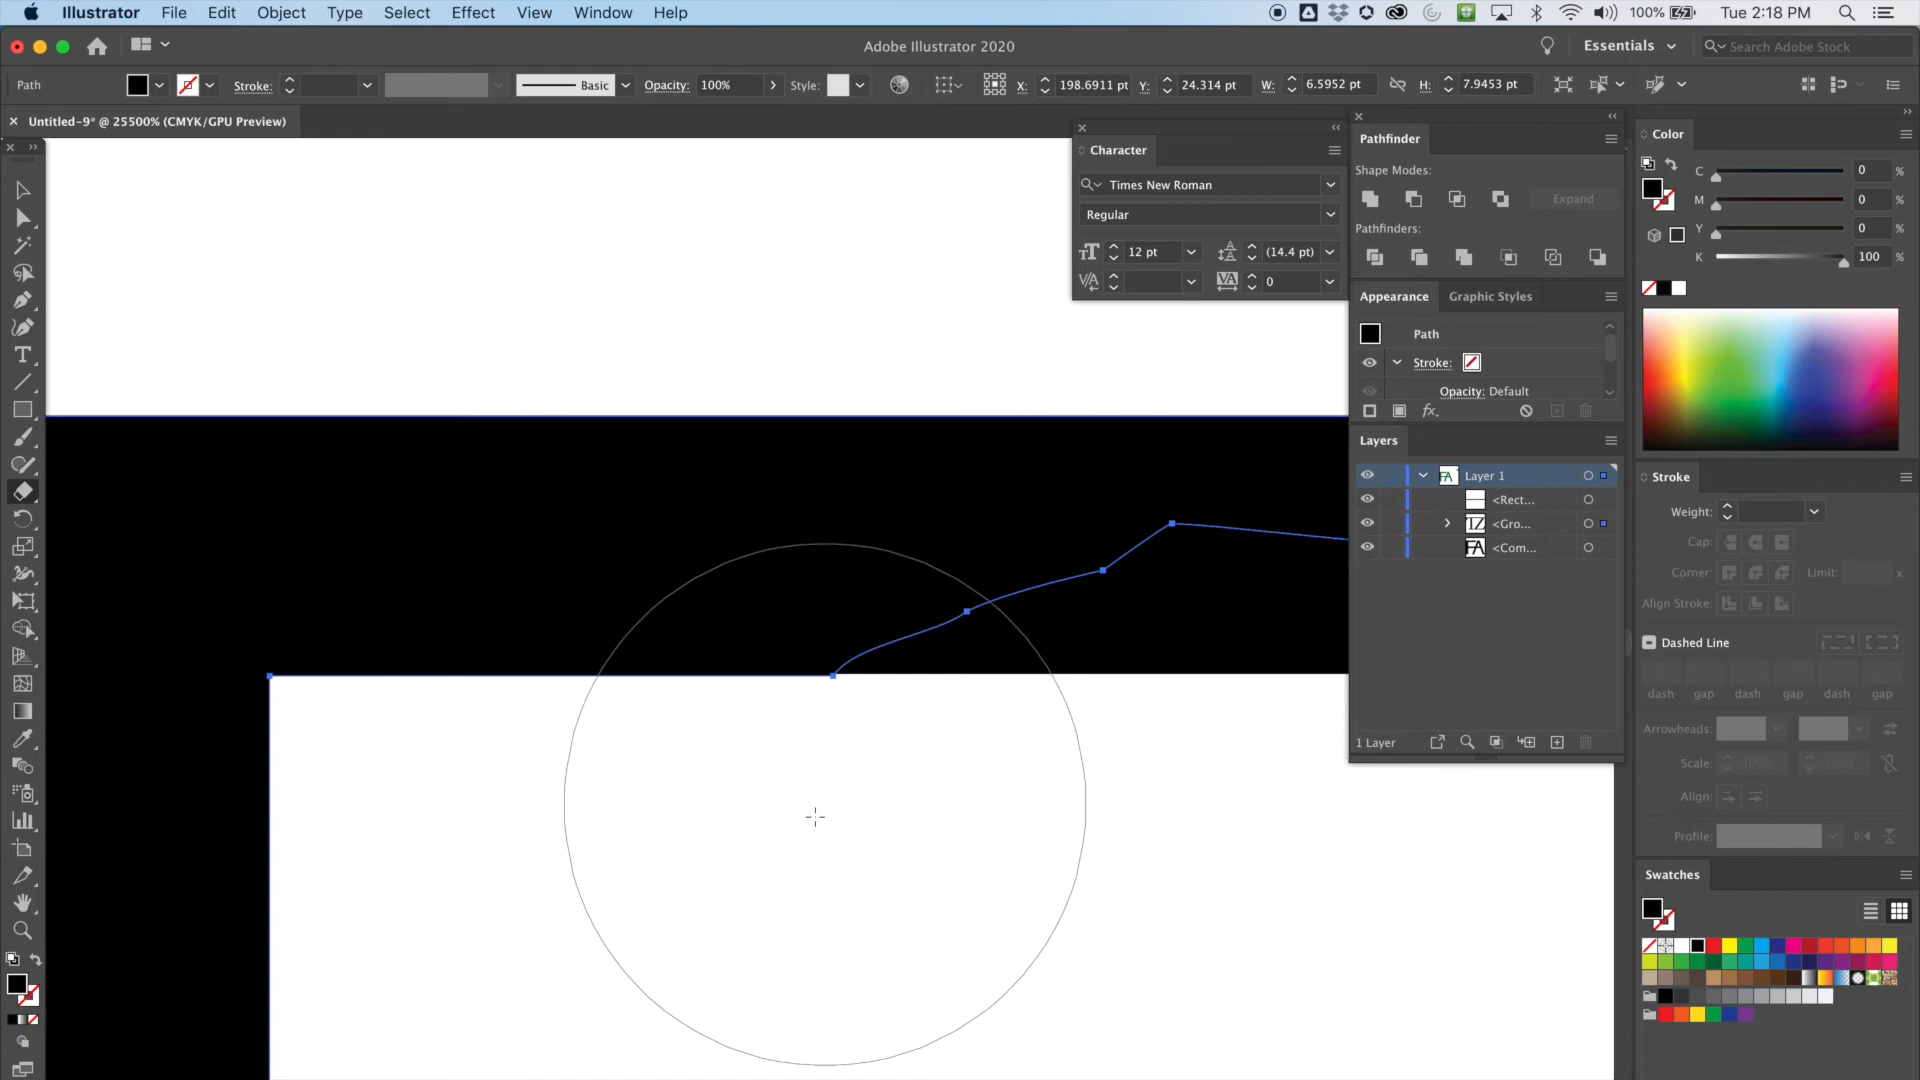 Illustrator File Edit Object Type Select Effect View Window Help 100% Tue 2:18 PM
Adobe Illustrator 2020 Essentials Search Adobe Stock
Path Stroke: Basic Opacity: 100% Style: X: 198.6911 pt Y: 24.314 pt W: 6.5952 pt H: 7.9453 pt
Untitled-9* @ 25500% (CMYK/GPU Preview)
Character
Times New Roman
Regular
12 pt (14.4 pt)
0
Pathfinder
Shape Modes:
Expand
Pathfinders:
Appearance Graphic Styles
Path
Stroke:
Opacity: Default
fx.
Layers
Layer 1
<Rect...
<Gro...
<Com...
1 Layer
Color
C 0 %
M 0 %
Y 0 %
K 100 %
Stroke
Weight:
Cap:
Corner: Limit: x
Align Stroke:
Dashed Line
dash gap dash gap dash gap
Arrowheads:
Scale: 100% 100%
Align:
Profile:
Swatches